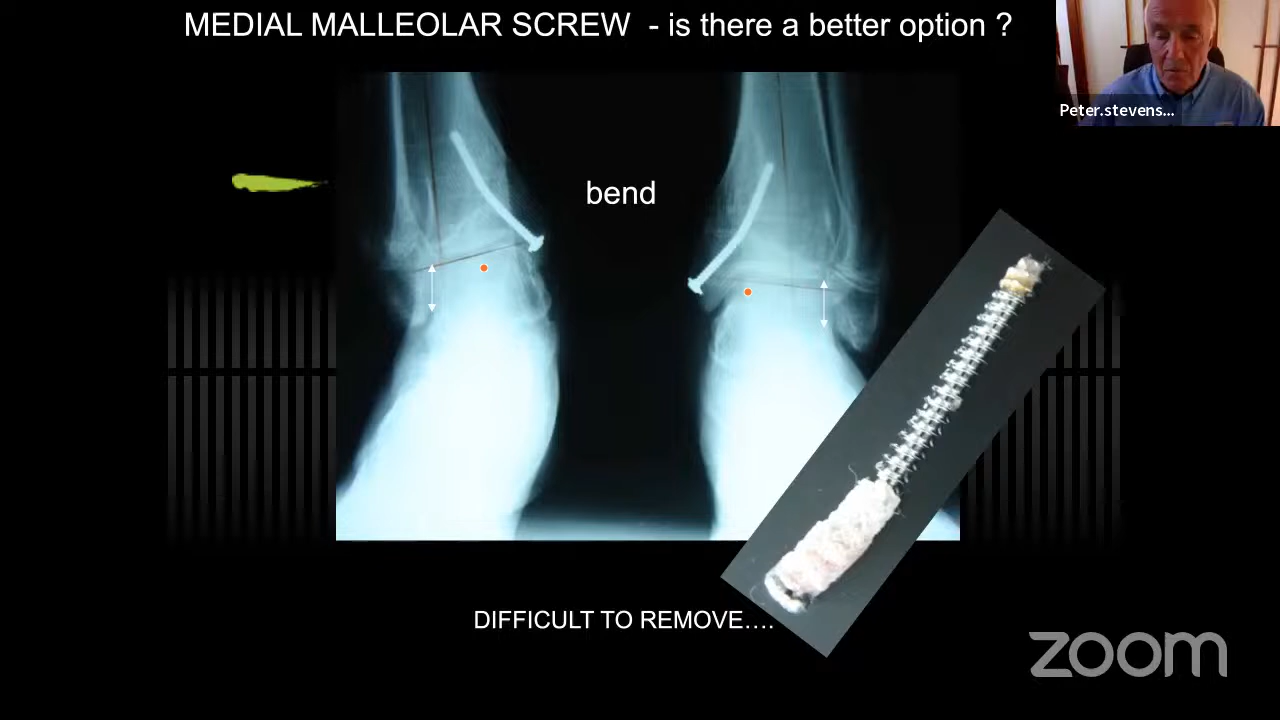 MEDIAL MALLEOLAR SCREW - is there a better option ?
Peter.stevens...
bend
DIFFICULT TO REMOVE....
zoom